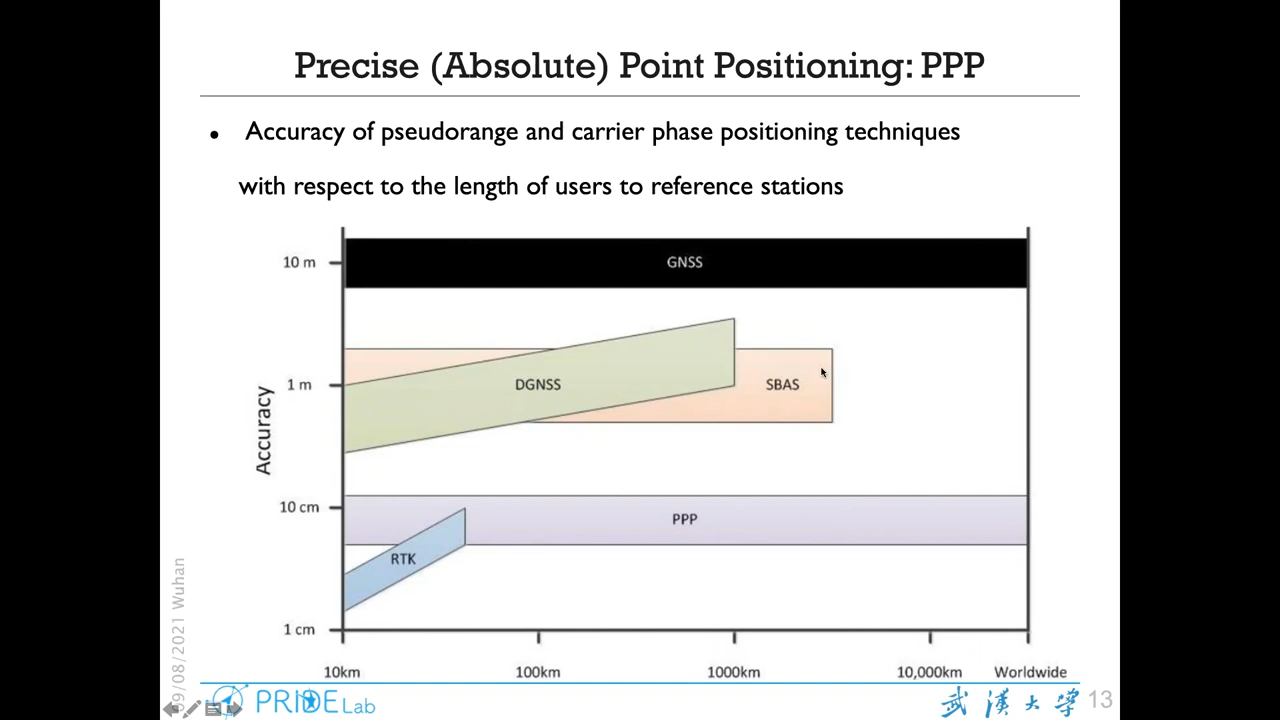 Precise (Absolute) Point Positioning: PPP
• Accuracy of pseudorange and carrier phase positioning techniques
with respect to the length of users to reference stations
10 m
GNSS
1 m
DGNSS
SBAS
Accuracy
10 cm
PPP
RTK
1 cm
10km
100km
1000km
10,000km
Worldwide
09/08/2021 Wuhan
PRIDE Lab
武汉大学
13